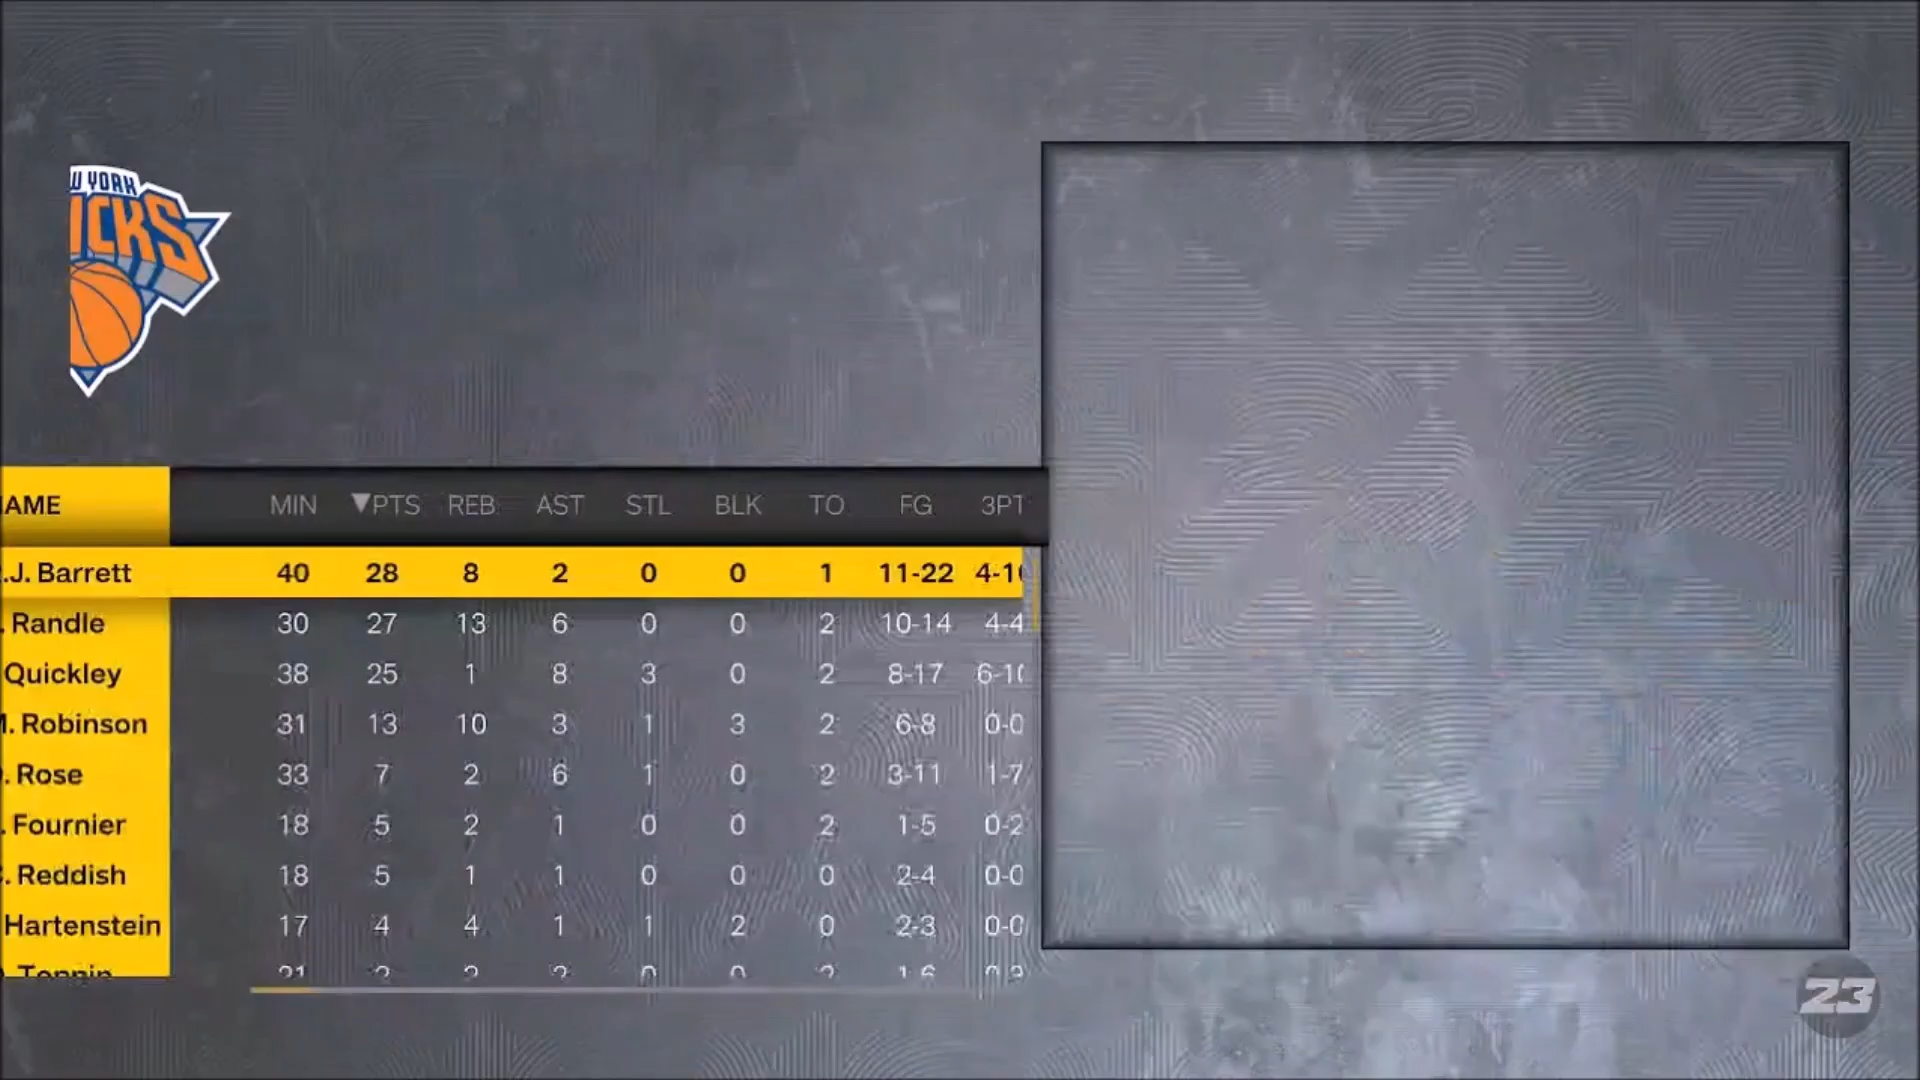 W YORK
ICKS
AME MIN ▼PTS REB AST STL BLK TO FG 3PT
.J. Barrett 40 28 8 2 0 0 1 11-22 4-10
. Randle 30 27 13 6 0 0 2 10-14 4-4
Quickley 38 25 1 8 3 0 2 8-17 6-10
. Robinson 31 13 10 3 1 3 2 6-8 0-0
. Rose 33 7 2 6 1 0 2 3-11 1-7
. Fournier 18 5 2 1 0 0 2 1-5 0-2
. Reddish 18 5 1 1 0 0 0 2-4 0-0
Hartenstein 17 4 4 1 1 2 0 2-3 0-0
23